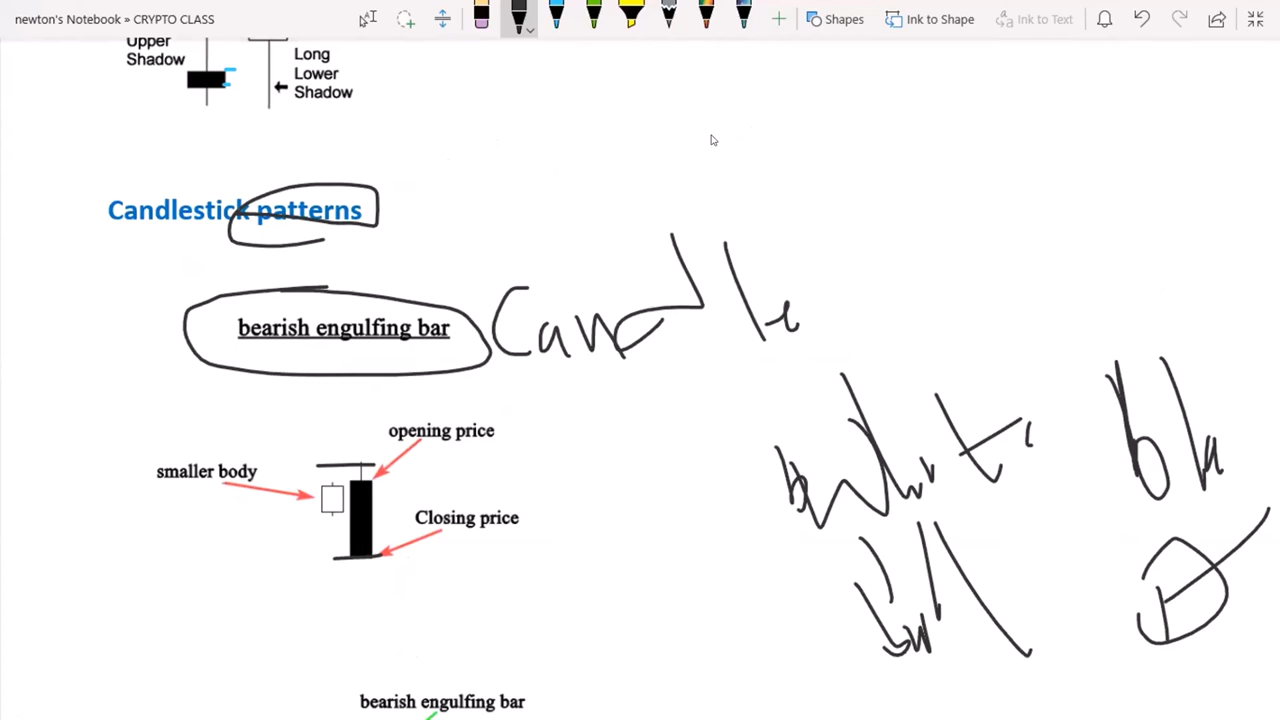 newton's Notebook » CRYPTO CLASS
Shapes
Ink to Shape
Ink to Text
Upper
Shadow
Long
Lower
Shadow
Candlestick patterns
bearish engulfing bar Candle
opening price
smaller body
Closing price
bearish engulfing bar